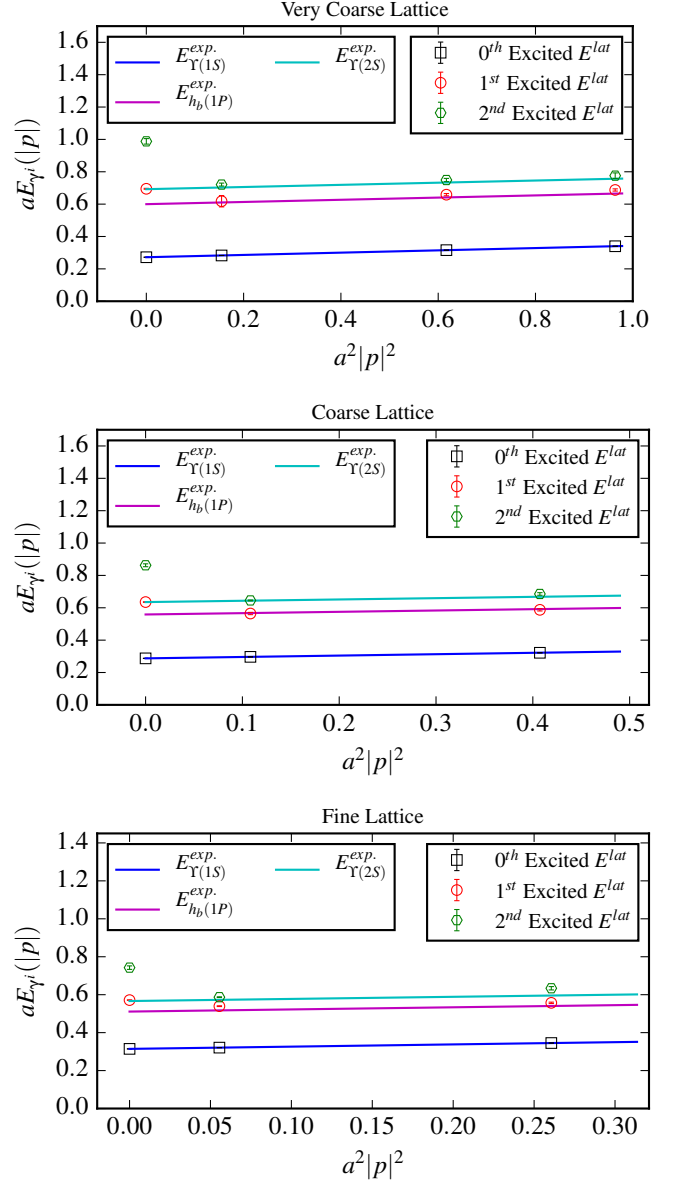 Very Coarse Lattice
aE_{γ^i}(|p|)
1.6
1.4
1.2
1.0
0.8
0.6
0.4
0.2
0.0
E^{exp.}_{Υ(1S)}
E^{exp.}_{Υ(2S)}
E^{exp.}_{h_b(1P)}
0^{th} Excited E^{lat}
1^{st} Excited E^{lat}
2^{nd} Excited E^{lat}
0.0 0.2 0.4 0.6 0.8 1.0
a^2|p|^2
Coarse Lattice
aE_{γ^i}(|p|)
1.6
1.4
1.2
1.0
0.8
0.6
0.4
0.2
0.0
E^{exp.}_{Υ(1S)}
E^{exp.}_{Υ(2S)}
E^{exp.}_{h_b(1P)}
0^{th} Excited E^{lat}
1^{st} Excited E^{lat}
2^{nd} Excited E^{lat}
0.0 0.1 0.2 0.3 0.4 0.5
a^2|p|^2
Fine Lattice
aE_{γ^i}(|p|)
1.4
1.2
1.0
0.8
0.6
0.4
0.2
0.0
E^{exp.}_{Υ(1S)}
E^{exp.}_{Υ(2S)}
E^{exp.}_{h_b(1P)}
0^{th} Excited E^{lat}
1^{st} Excited E^{lat}
2^{nd} Excited E^{lat}
0.00 0.05 0.10 0.15 0.20 0.25 0.30
a^2|p|^2